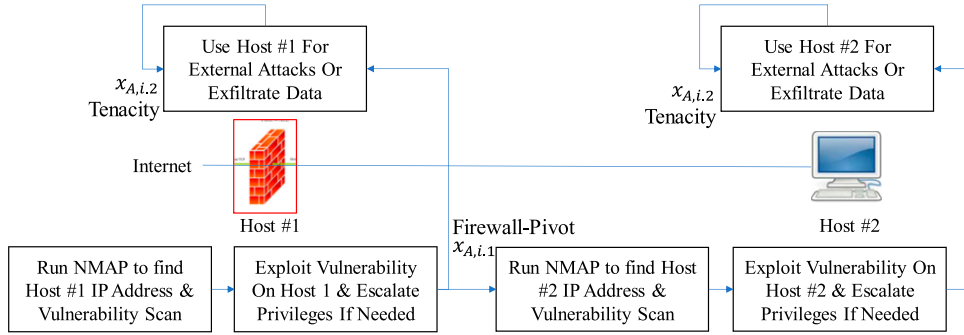 Use Host #1 For
External Attacks Or
Exfiltrate Data
x_{A,i.2}
Tenacity
Use Host #2 For
External Attacks Or
Exfiltrate Data
x_{A,i.2}
Tenacity
Internet
Host #1
Host #2
Firewall-Pivot
x_{A,i.1}
Run NMAP to find
Host #1 IP Address &
Vulnerability Scan
Exploit Vulnerability
On Host 1 & Escalate
Privileges If Needed
Run NMAP to find Host
#2 IP Address &
Vulnerability Scan
Exploit Vulnerability On
Host #2 & Escalate
Privileges If Needed